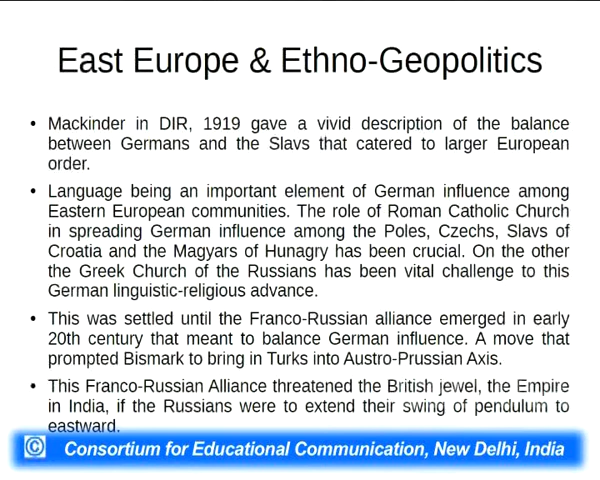 East Europe & Ethno-Geopolitics
• Mackinder in DIR, 1919 gave a vivid description of the balance
between Germans and the Slavs that catered to larger European
order.
• Language being an important element of German influence among
Eastern European communities. The role of Roman Catholic Church
in spreading German influence among the Poles, Czechs, Slavs of
Croatia and the Magyars of Hunagry has been crucial. On the other
the Greek Church of the Russians has been vital challenge to this
German linguistic-religious advance.
• This was settled until the Franco-Russian alliance emerged in early
20th century that meant to balance German influence. A move that
prompted Bismark to bring in Turks into Austro-Prussian Axis.
• This Franco-Russian Alliance threatened the British jewel, the Empire
in India, if the Russians were to extend their swing of pendulum to
eastward.
© Consortium for Educational Communication, New Delhi, India